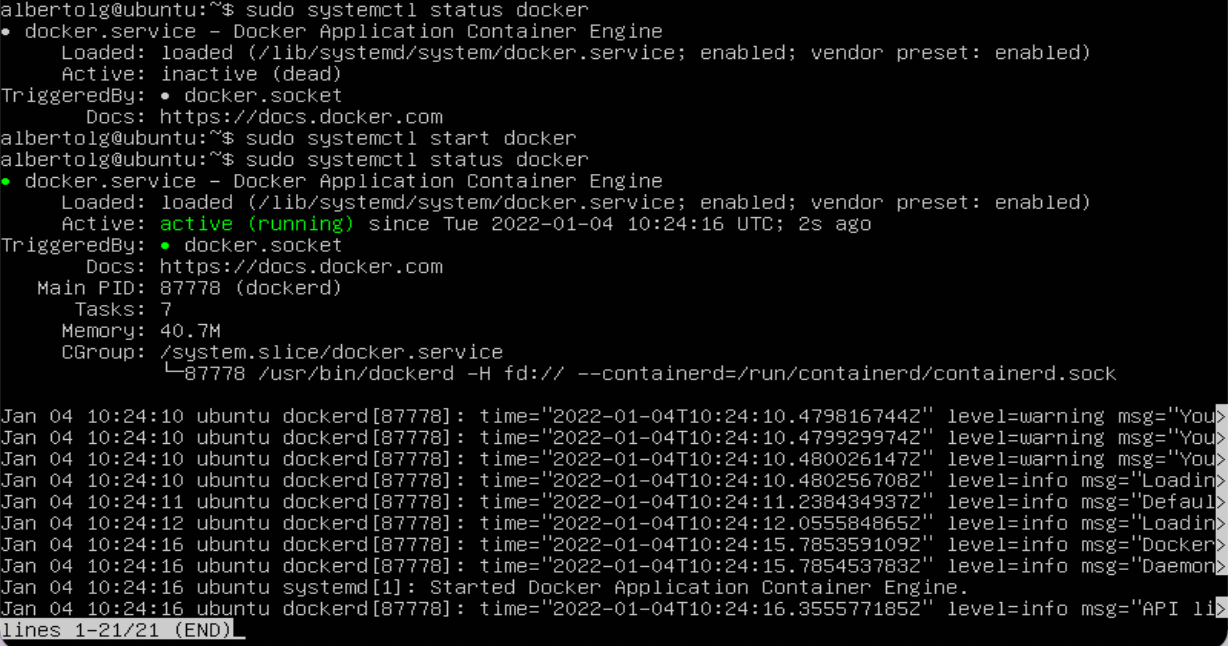 albertolg@ubuntu:~$ sudo systemctl status docker
• docker.service – Docker Application Container Engine
     Loaded: loaded (/lib/systemd/system/docker.service; enabled; vendor preset: enabled)
     Active: inactive (dead)
TriggeredBy: • docker.socket
       Docs: https://docs.docker.com
albertolg@ubuntu:~$ sudo systemctl start docker
albertolg@ubuntu:~$ sudo systemctl status docker
• docker.service – Docker Application Container Engine
     Loaded: loaded (/lib/systemd/system/docker.service; enabled; vendor preset: enabled)
     Active: active (running) since Tue 2022-01-04 10:24:16 UTC; 2s ago
TriggeredBy: • docker.socket
       Docs: https://docs.docker.com
   Main PID: 87778 (dockerd)
      Tasks: 7
     Memory: 40.7M
     CGroup: /system.slice/docker.service
             └─87778 /usr/bin/dockerd -H fd:// --containerd=/run/containerd/containerd.sock

Jan 04 10:24:10 ubuntu dockerd[87778]: time="2022-01-04T10:24:10.479816744Z" level=warning msg="You>
Jan 04 10:24:10 ubuntu dockerd[87778]: time="2022-01-04T10:24:10.479929974Z" level=warning msg="You>
Jan 04 10:24:10 ubuntu dockerd[87778]: time="2022-01-04T10:24:10.480026147Z" level=warning msg="You>
Jan 04 10:24:10 ubuntu dockerd[87778]: time="2022-01-04T10:24:10.480256708Z" level=info msg="Loadin>
Jan 04 10:24:11 ubuntu dockerd[87778]: time="2022-01-04T10:24:11.238434937Z" level=info msg="Defaul>
Jan 04 10:24:12 ubuntu dockerd[87778]: time="2022-01-04T10:24:12.055584865Z" level=info msg="Loadin>
Jan 04 10:24:16 ubuntu dockerd[87778]: time="2022-01-04T10:24:15.785359109Z" level=info msg="Docker>
Jan 04 10:24:16 ubuntu dockerd[87778]: time="2022-01-04T10:24:15.785453783Z" level=info msg="Daemon>
Jan 04 10:24:16 ubuntu systemd[1]: Started Docker Application Container Engine.
Jan 04 10:24:16 ubuntu dockerd[87778]: time="2022-01-04T10:24:16.355577185Z" level=info msg="API li>
lines 1-21/21 (END)